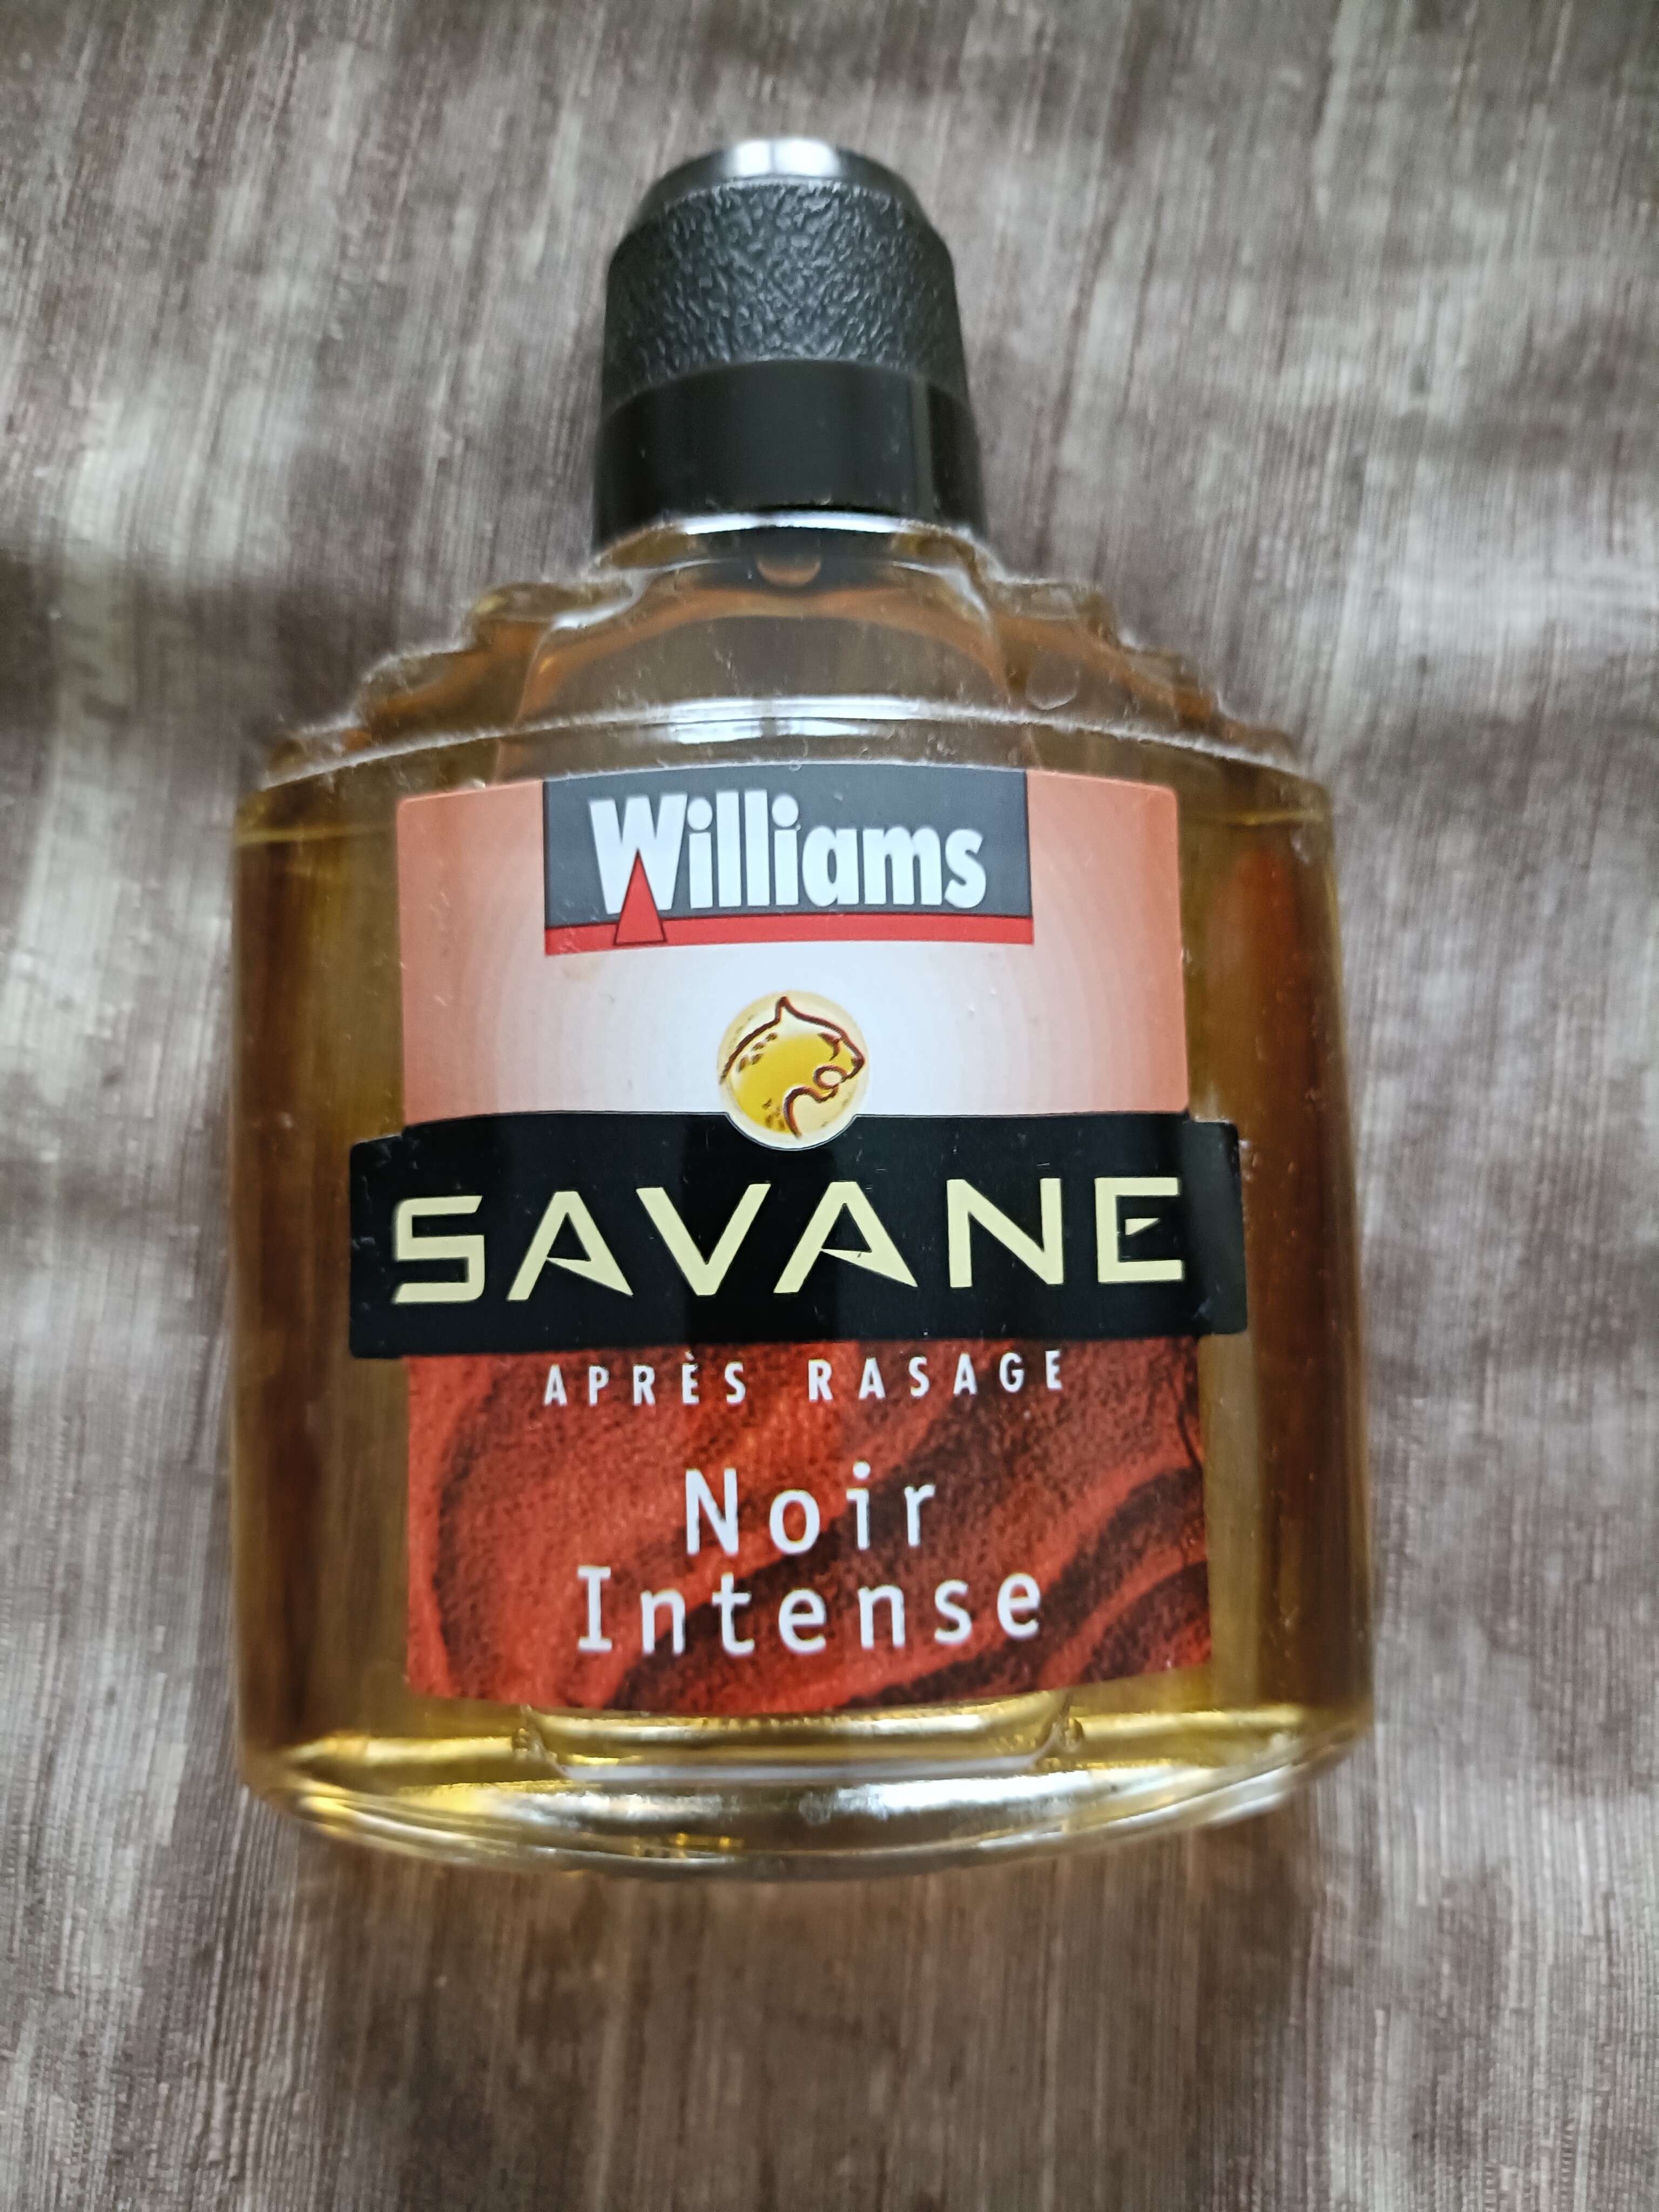 Williams
SAVANE
APRÈS RASAGE
Noir
Intense